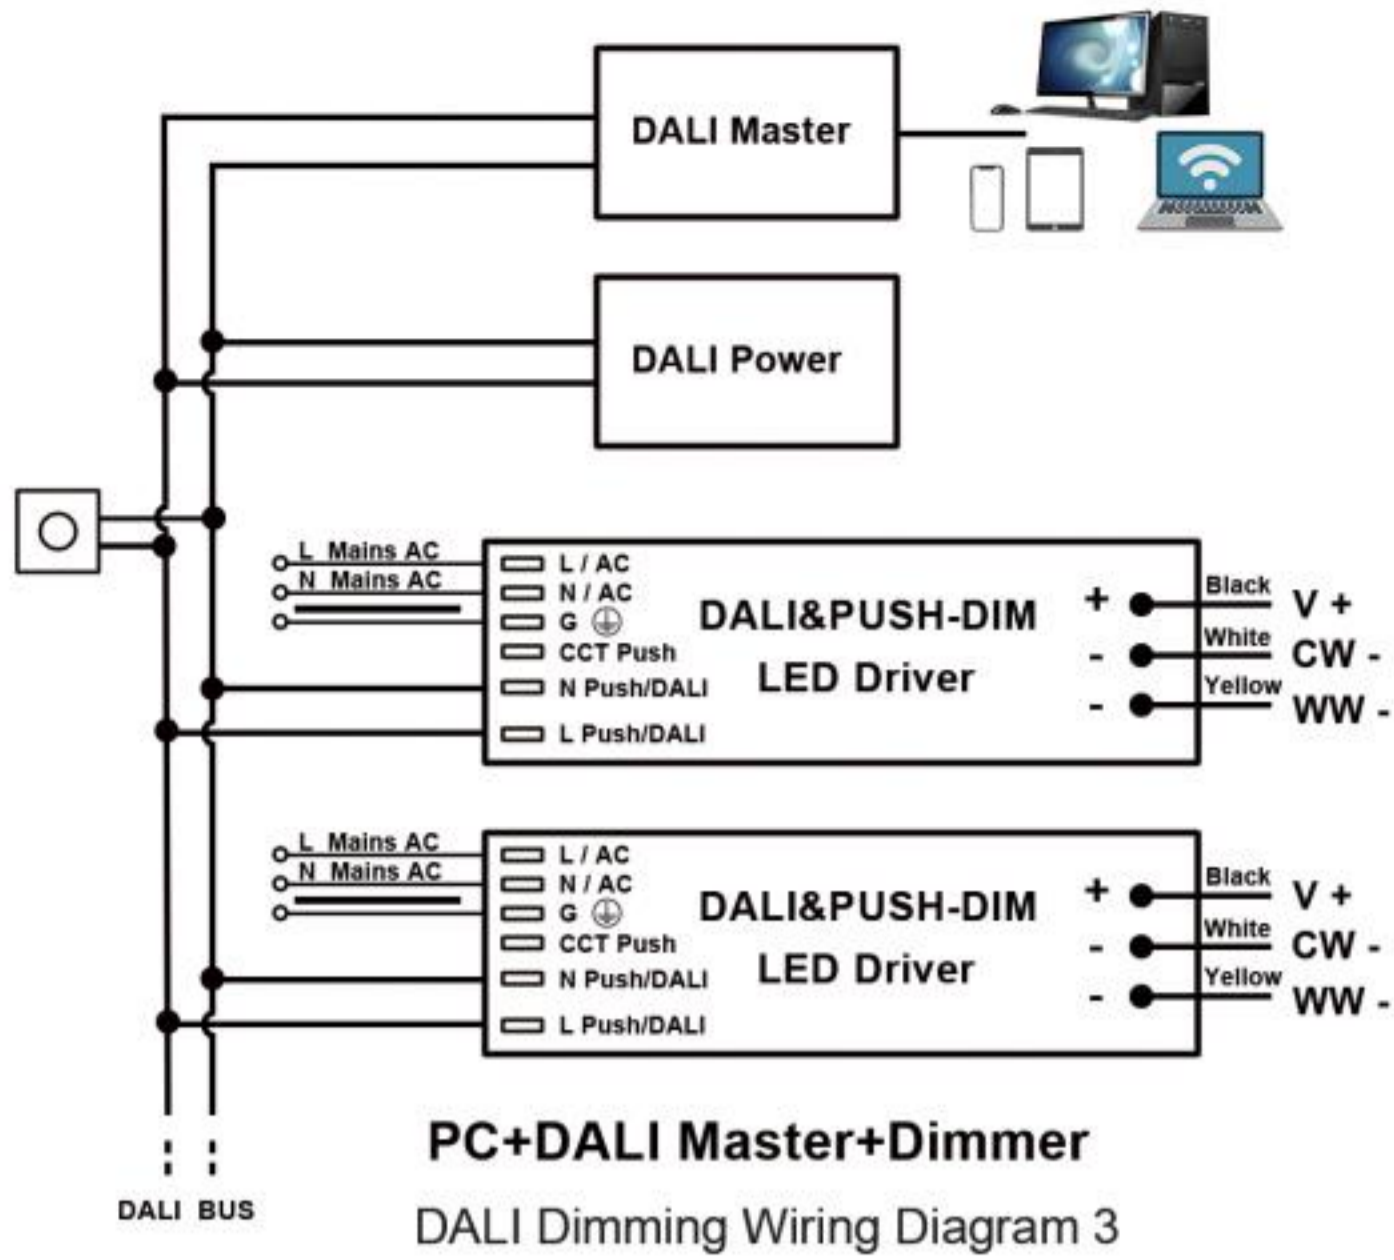 DALI Master
DALI Power
L Mains AC
N Mains AC
L / AC
N / AC
G
CCT Push
N Push/DALI
L Push/DALI
DALI&PUSH-DIM
LED Driver
+
-
-
Black
White
Yellow
V +
CW -
WW -
L Mains AC
N Mains AC
L / AC
N / AC
G
CCT Push
N Push/DALI
L Push/DALI
DALI&PUSH-DIM
LED Driver
+
-
-
Black
White
Yellow
V +
CW -
WW -
PC+DALI Master+Dimmer
DALI BUS
DALI Dimming Wiring Diagram 3